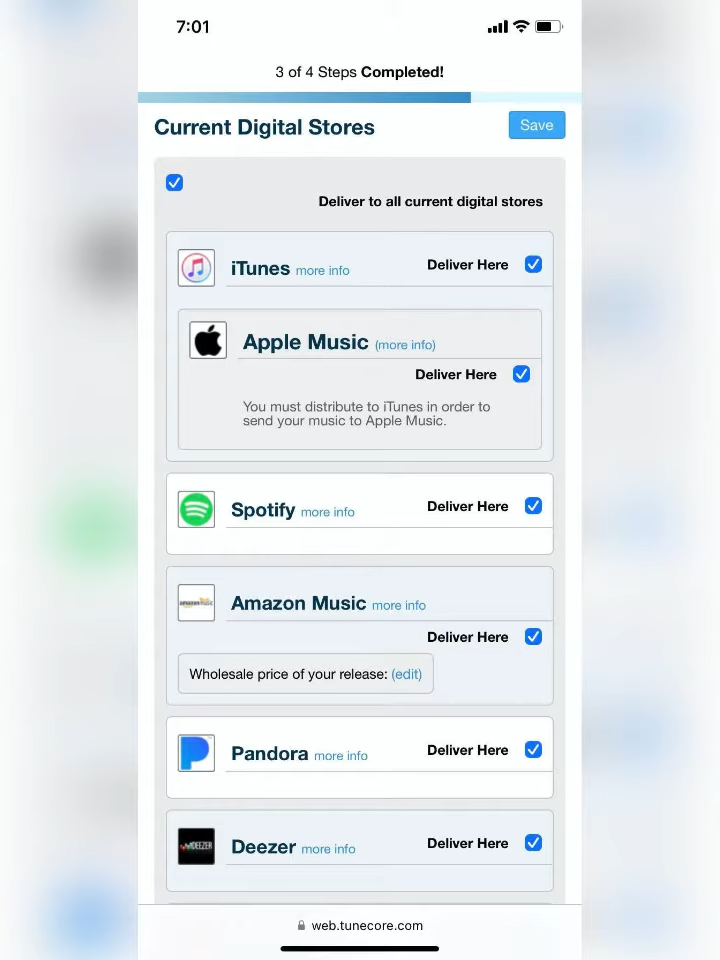 7:01
3 of 4 Steps Completed!
Current Digital Stores
Save
Deliver to all current digital stores
iTunes more info
Deliver Here
Apple Music (more info)
Deliver Here
You must distribute to iTunes in order to
send your music to Apple Music.
Spotify more info
Deliver Here
Amazon Music more info
Deliver Here
Wholesale price of your release: (edit)
Pandora more info
Deliver Here
DEEZER
Deezer more info
Deliver Here
web.tunecore.com